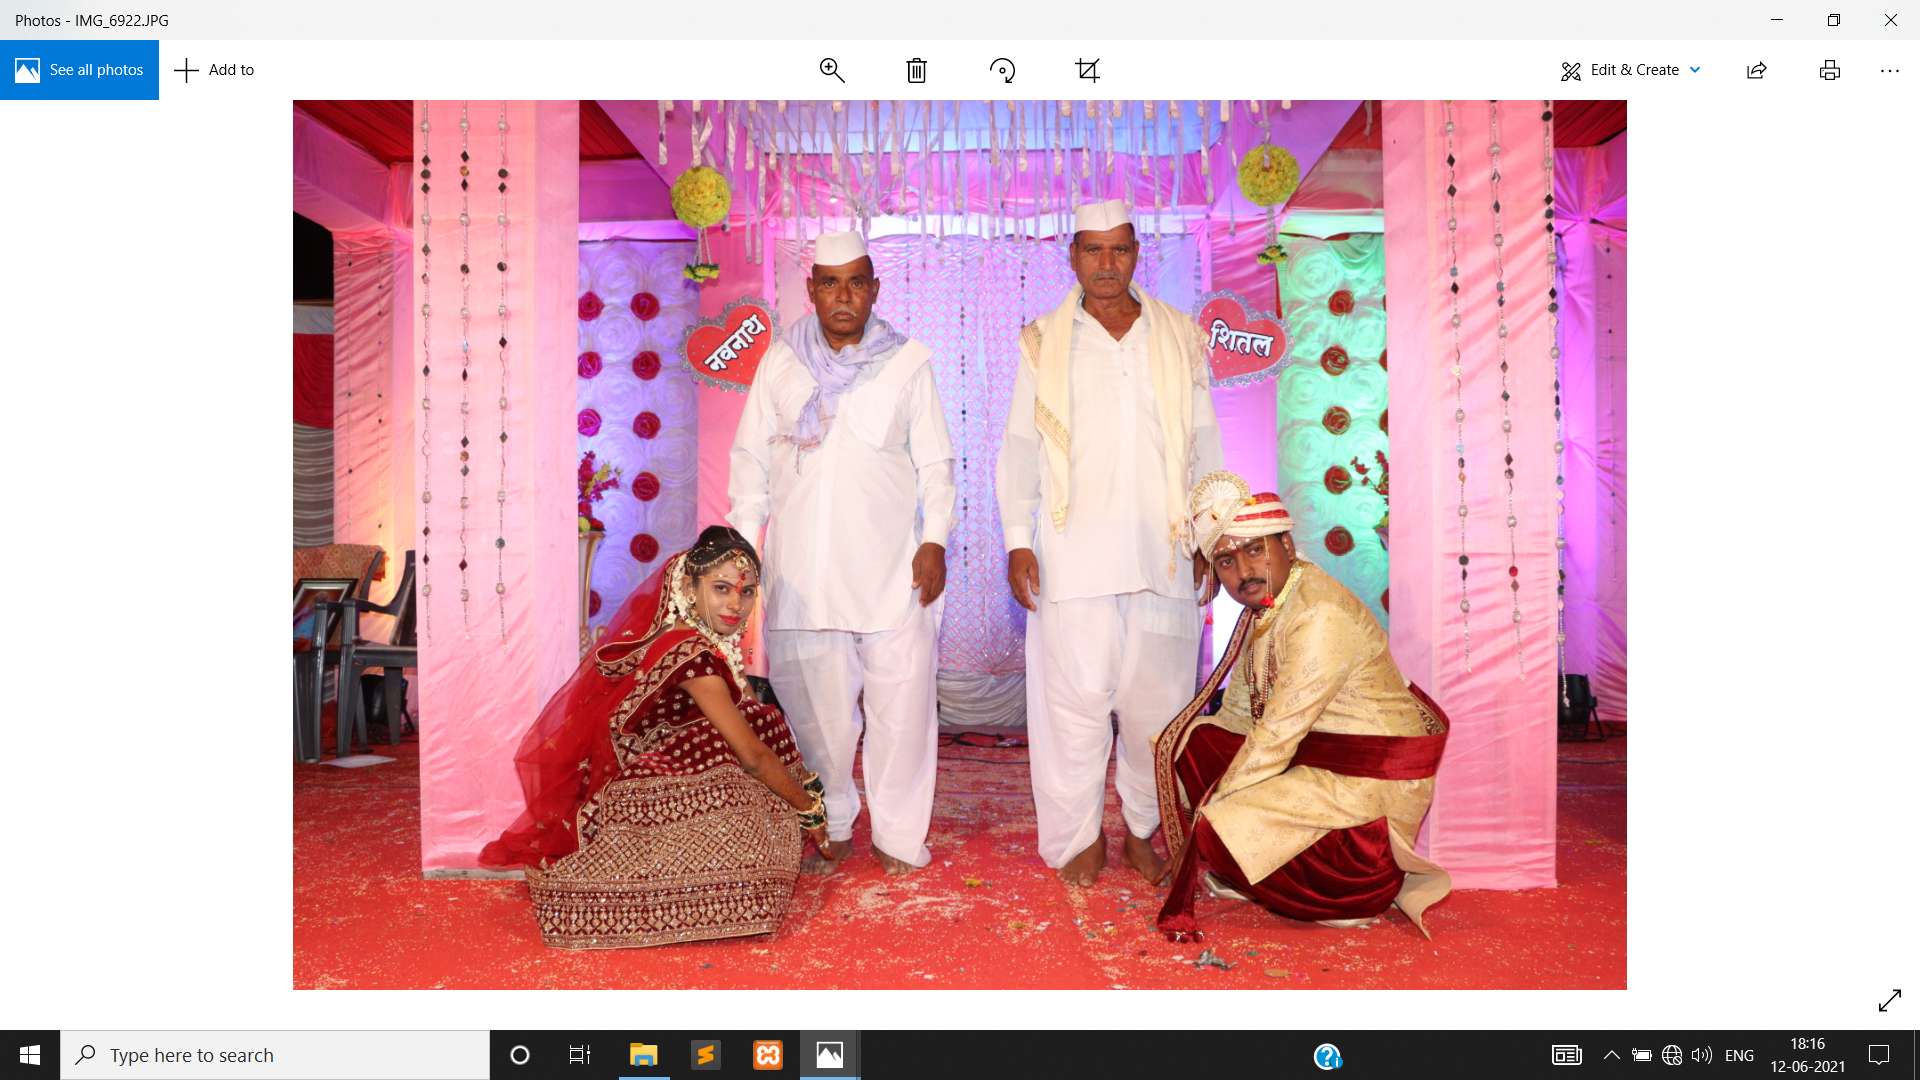 Photos - IMG_6922.JPG
See all photos
Add to
Edit & Create
नवनाथ
शितल
Type here to search
ENG
18:16
12-06-2021